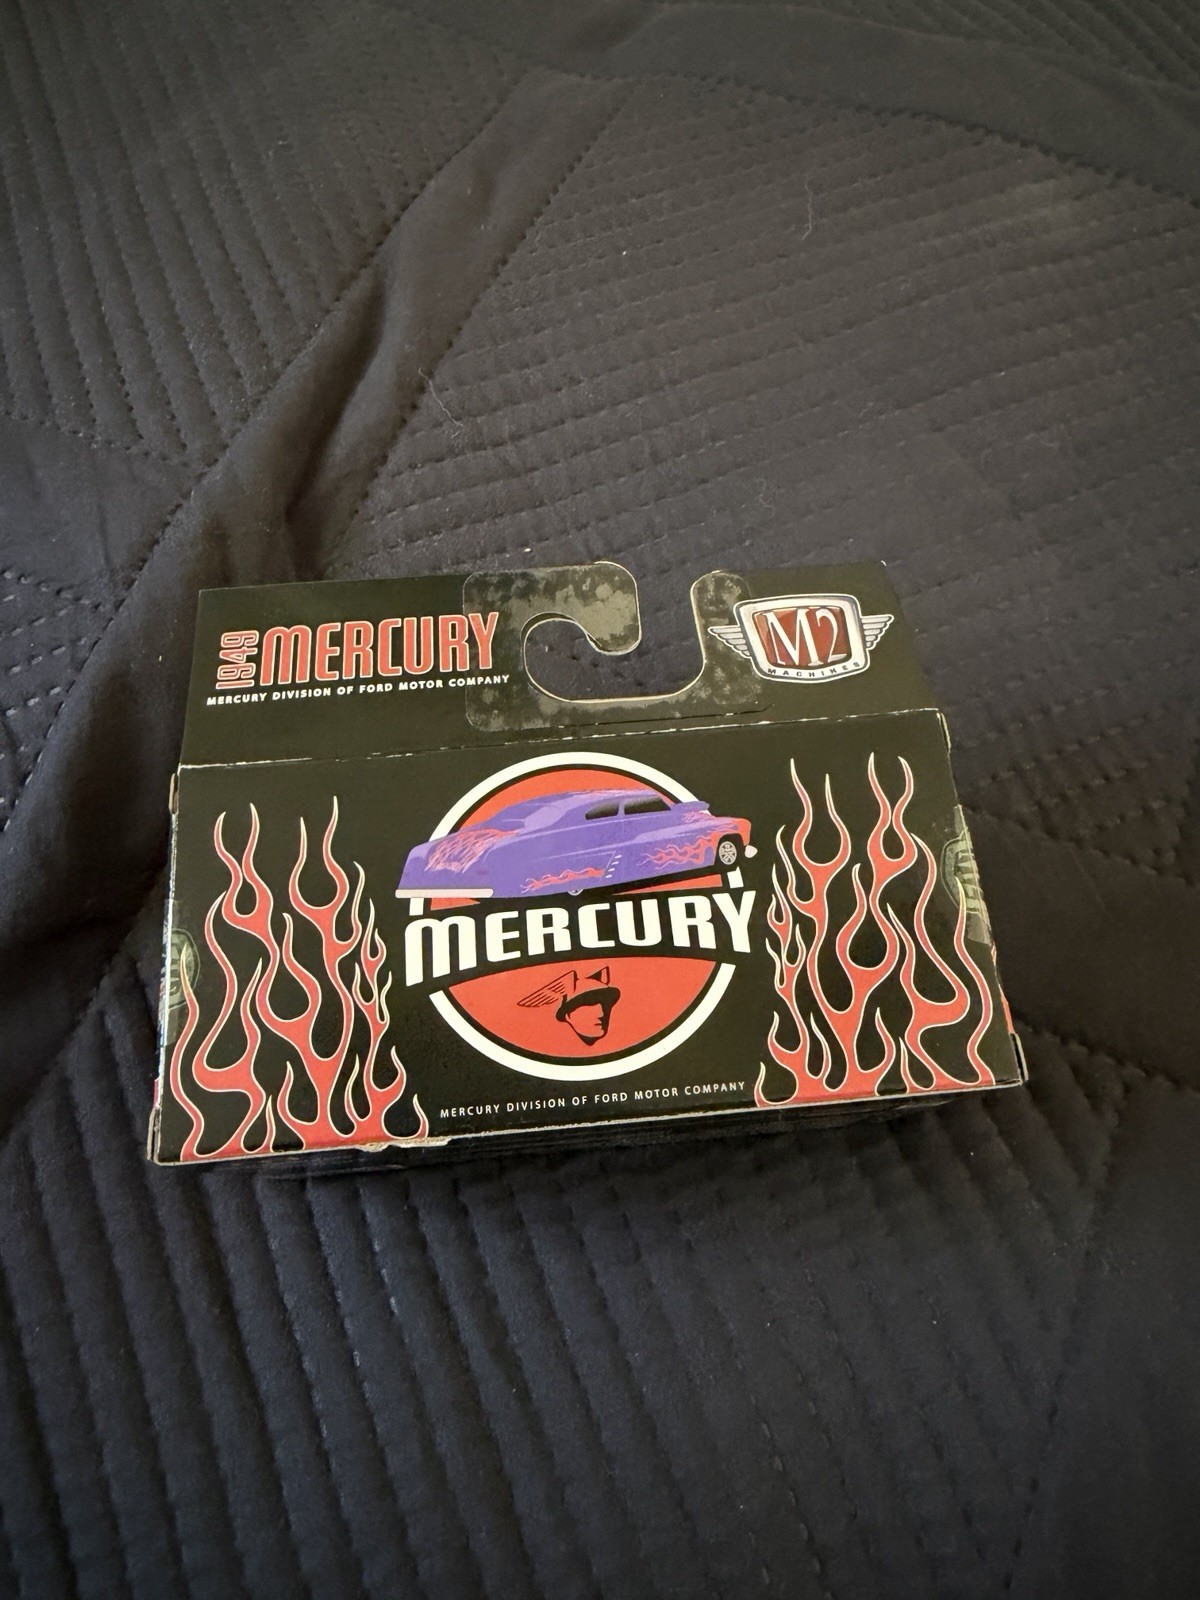 1949 MERCURY
MERCURY DIVISION OF FORD MOTOR COMPANY
M2
MACHINES
MERCURY
MERCURY DIVISION OF FORD MOTOR COMPANY